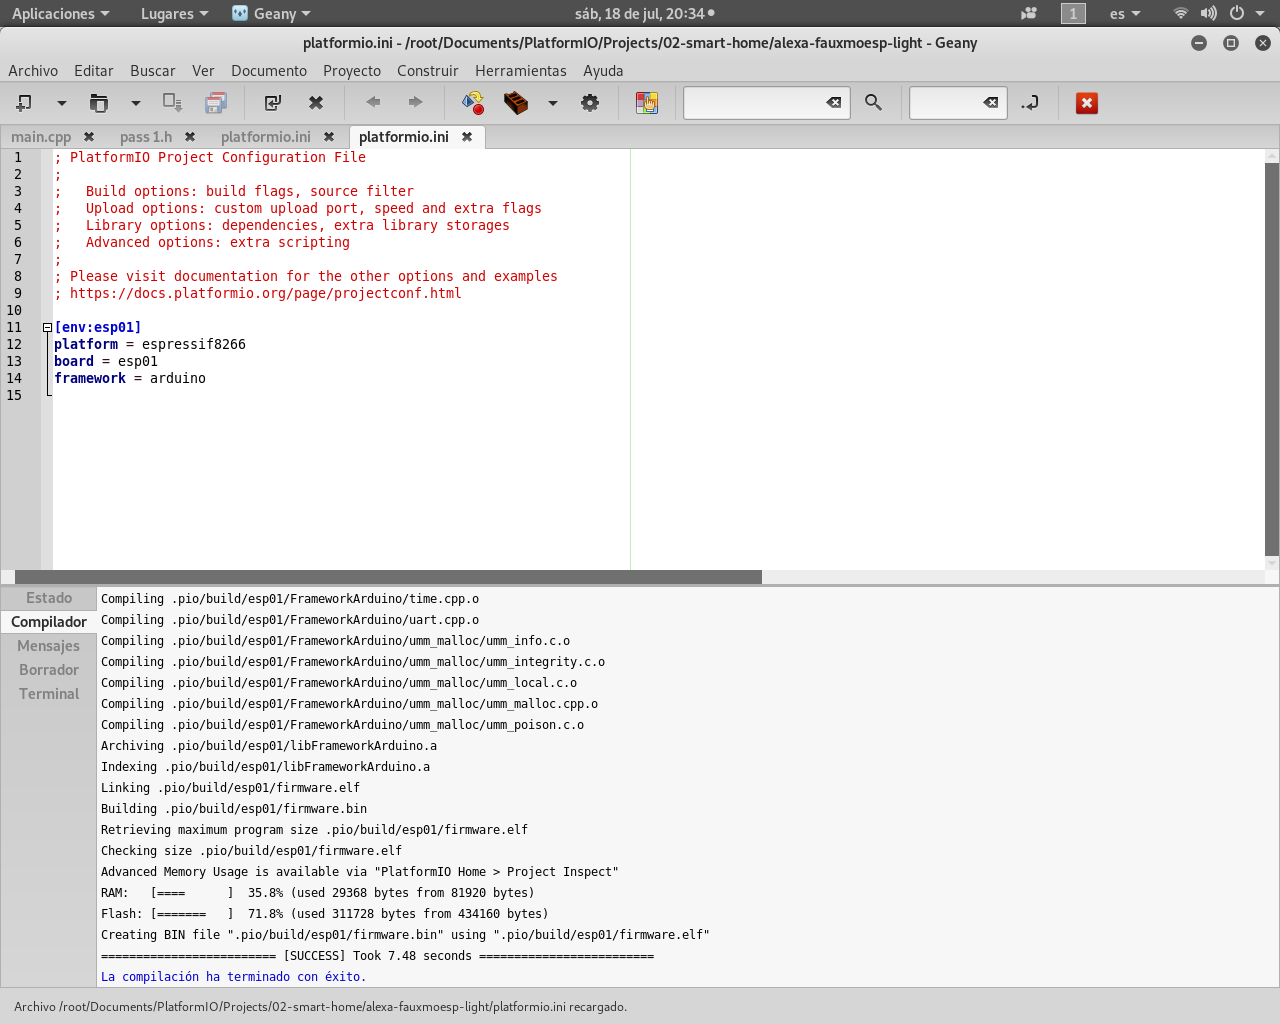 Aplicaciones Lugares Geany sáb, 18 de jul, 20:34 1 es
platformio.ini - /root/Documents/PlatformIO/Projects/02-smart-home/alexa-fauxmoesp-light - Geany
Archivo Editar Buscar Ver Documento Proyecto Construir Herramientas Ayuda
main.cpp pass 1.h platformio.ini platformio.ini
1 ; PlatformIO Project Configuration File
2 ;
3 ;   Build options: build flags, source filter
4 ;   Upload options: custom upload port, speed and extra flags
5 ;   Library options: dependencies, extra library storages
6 ;   Advanced options: extra scripting
7 ;
8 ; Please visit documentation for the other options and examples
9 ; https://docs.platformio.org/page/projectconf.html
10
11 [env:esp01]
12 platform = espressif8266
13 board = esp01
14 framework = arduino
15
Estado
Compilador
Mensajes
Borrador
Terminal
Compiling .pio/build/esp01/FrameworkArduino/time.cpp.o
Compiling .pio/build/esp01/FrameworkArduino/uart.cpp.o
Compiling .pio/build/esp01/FrameworkArduino/umm_malloc/umm_info.c.o
Compiling .pio/build/esp01/FrameworkArduino/umm_malloc/umm_integrity.c.o
Compiling .pio/build/esp01/FrameworkArduino/umm_malloc/umm_local.c.o
Compiling .pio/build/esp01/FrameworkArduino/umm_malloc/umm_malloc.cpp.o
Compiling .pio/build/esp01/FrameworkArduino/umm_malloc/umm_poison.c.o
Archiving .pio/build/esp01/libFrameworkArduino.a
Indexing .pio/build/esp01/libFrameworkArduino.a
Linking .pio/build/esp01/firmware.elf
Building .pio/build/esp01/firmware.bin
Retrieving maximum program size .pio/build/esp01/firmware.elf
Checking size .pio/build/esp01/firmware.elf
Advanced Memory Usage is available via "PlatformIO Home > Project Inspect"
RAM:   [====      ]  35.8% (used 29368 bytes from 81920 bytes)
Flash: [=======   ]  71.8% (used 311728 bytes from 434160 bytes)
Creating BIN file ".pio/build/esp01/firmware.bin" using ".pio/build/esp01/firmware.elf"
========================= [SUCCESS] Took 7.48 seconds =========================
La compilación ha terminado con éxito.
Archivo /root/Documents/PlatformIO/Projects/02-smart-home/alexa-fauxmoesp-light/platformio.ini recargado.